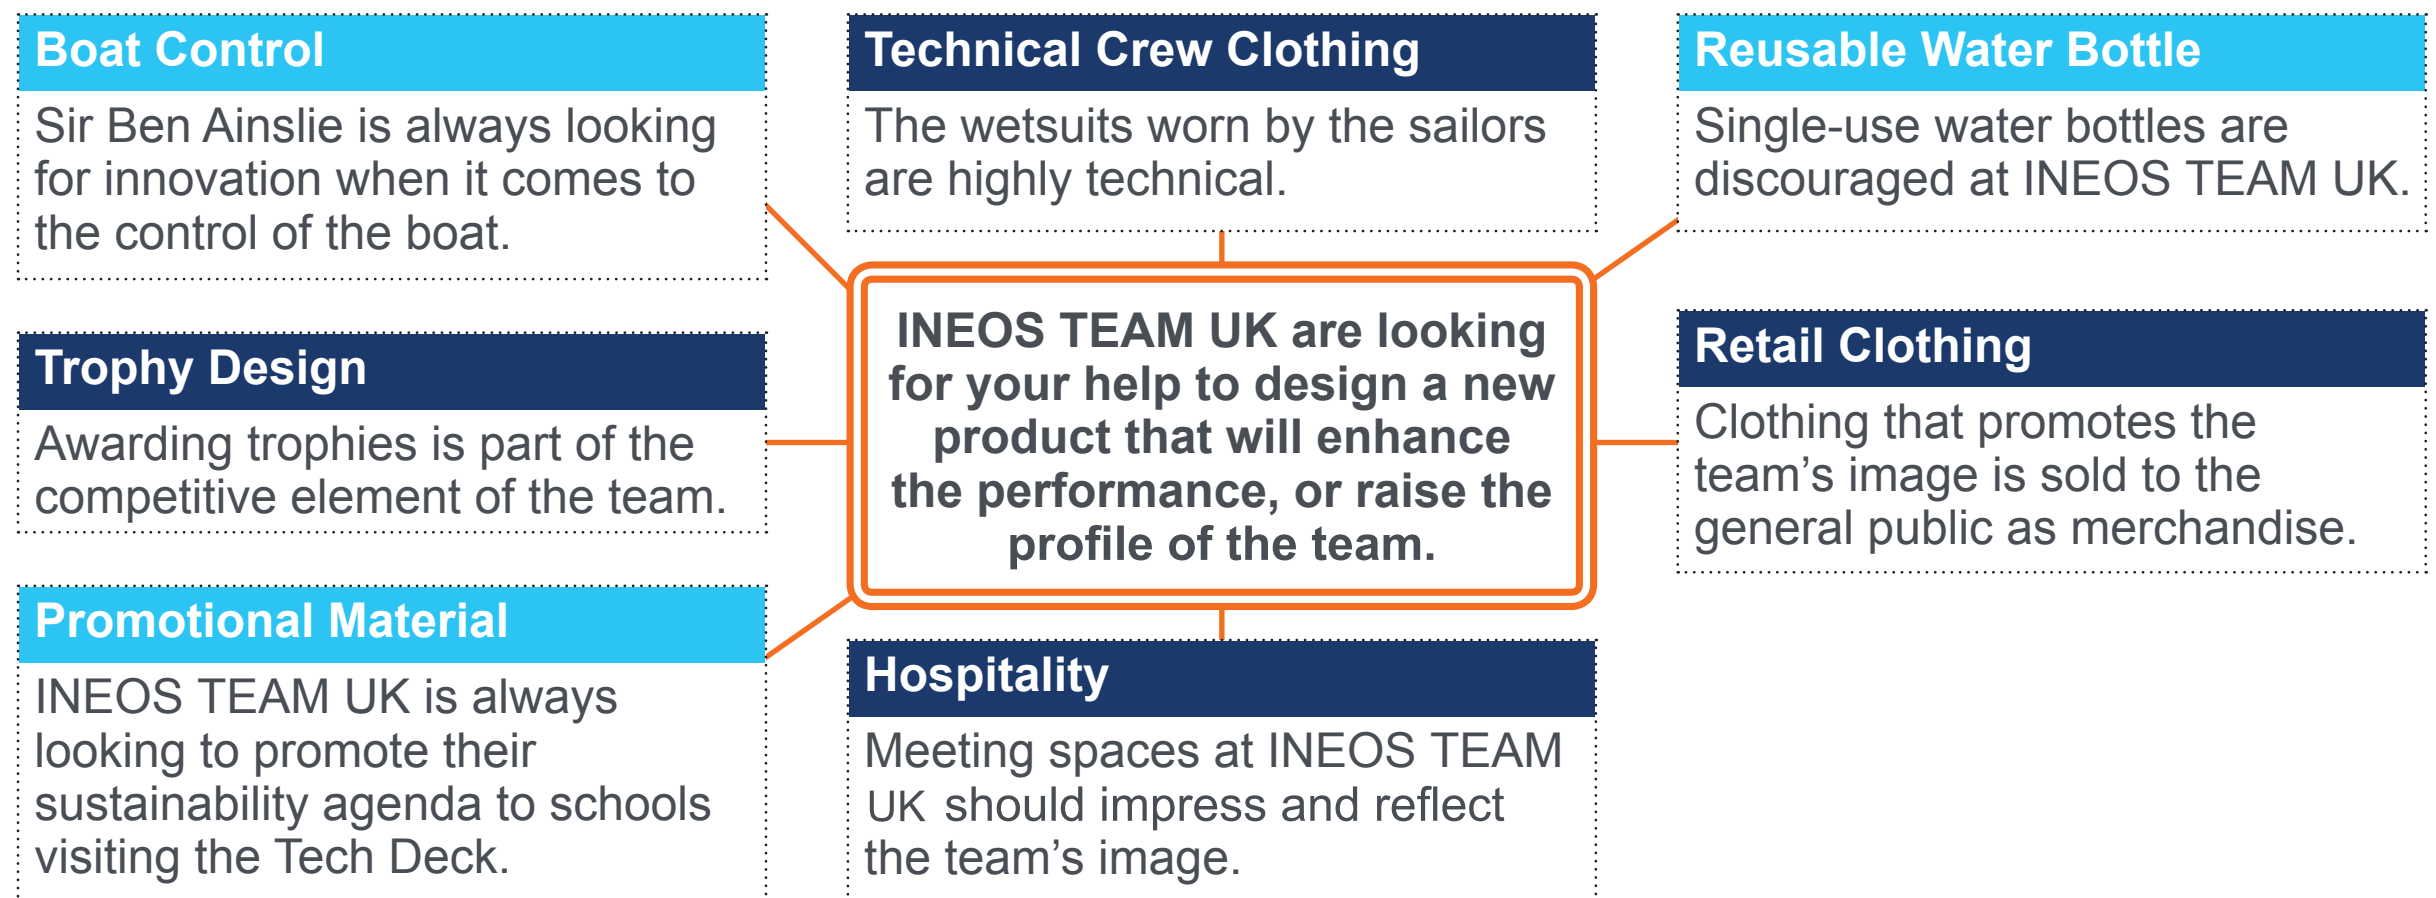 Boat Control
Sir Ben Ainslie is always looking
for innovation when it comes to
the control of the boat.
Technical Crew Clothing
The wetsuits worn by the sailors
are highly technical.
Reusable Water Bottle
Single-use water bottles are
discouraged at INEOS TEAM UK.
Trophy Design
Awarding trophies is part of the
competitive element of the team.
INEOS TEAM UK are looking
for your help to design a new
product that will enhance
the performance, or raise the
profile of the team.
Retail Clothing
Clothing that promotes the
team’s image is sold to the
general public as merchandise.
Promotional Material
INEOS TEAM UK is always
looking to promote their
sustainability agenda to schools
visiting the Tech Deck.
Hospitality
Meeting spaces at INEOS TEAM
UK should impress and reflect
the team’s image.